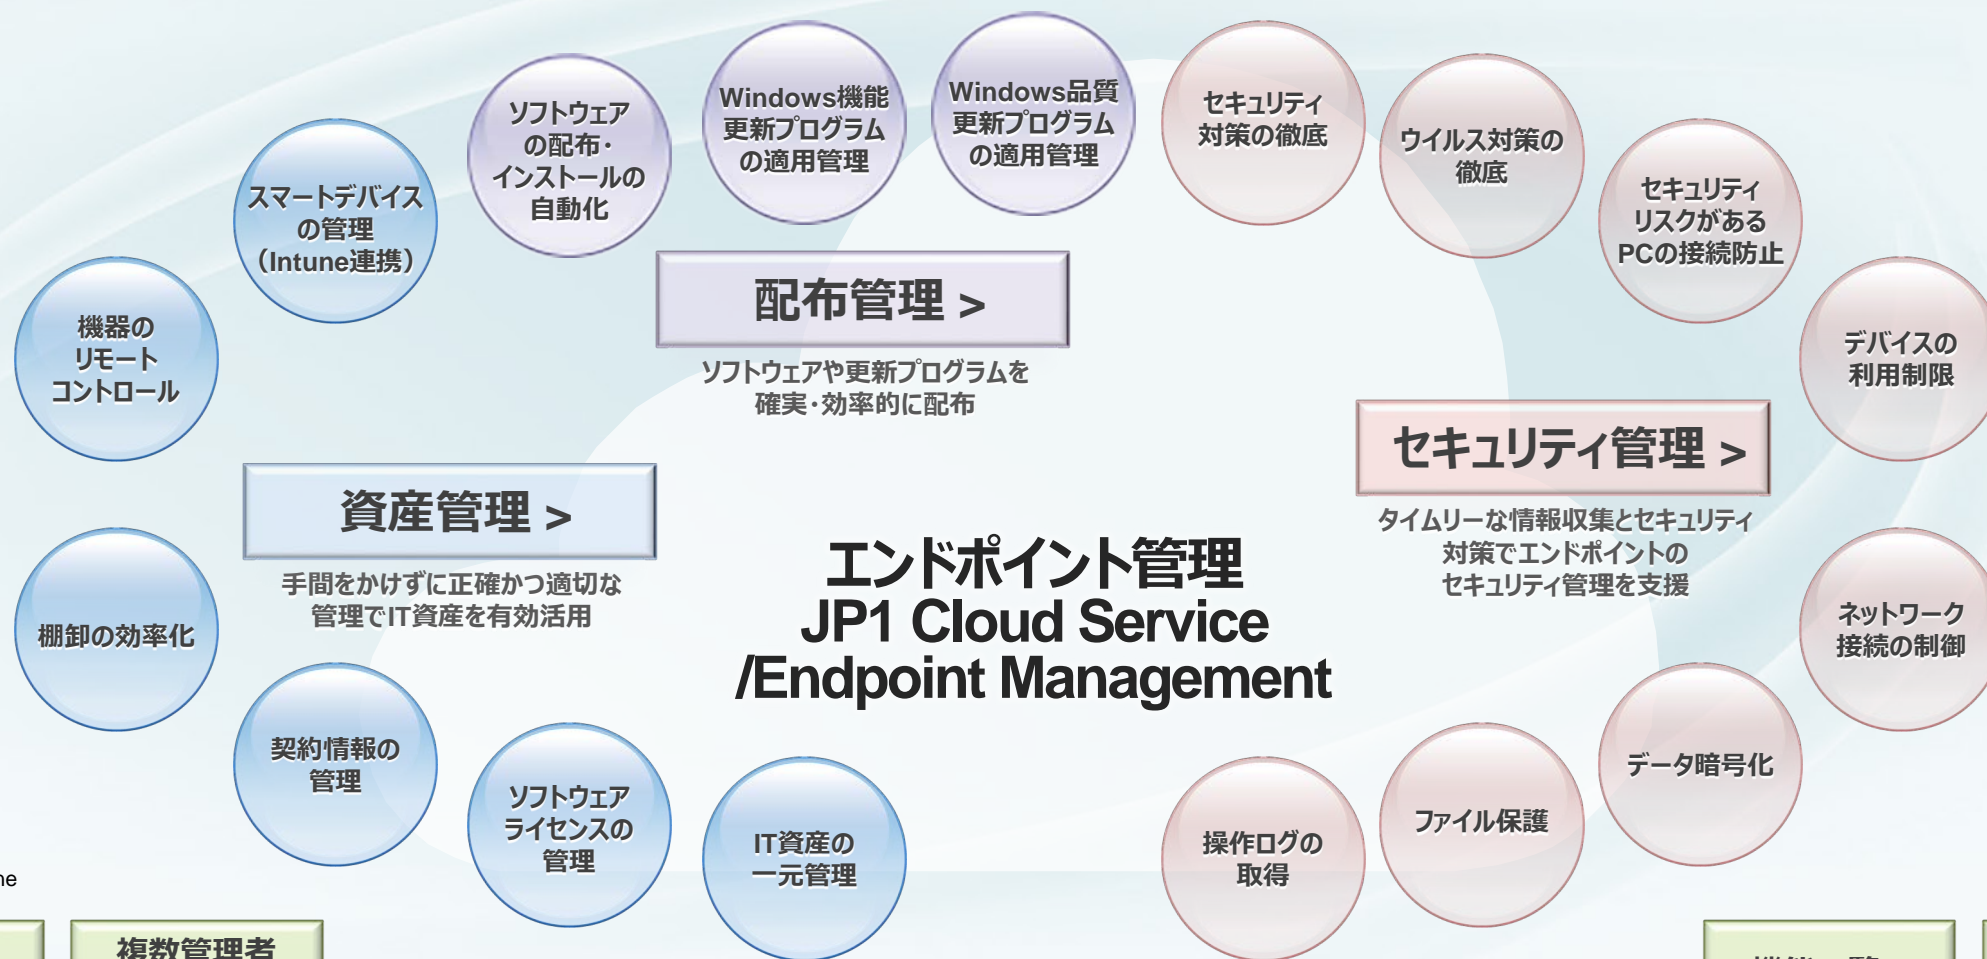 ソフトウェア
の配布・
インストールの
自動化
Windows機能
更新プログラム
の適用管理
Windows品質
更新プログラム
の適用管理
セキュリティ
対策の徹底
ウイルス対策の
徹底
セキュリティ
リスクがある
PCの接続防止
スマートデバイス
の管理
（Intune連携）
機器の
リモート
コントロール
デバイスの
利用制限
配布管理 >
ソフトウェアや更新プログラムを
確実・効率的に配布
資産管理 >
手間をかけずに正確かつ適切な
管理でIT資産を有効活用
セキュリティ管理 >
タイムリーな情報収集とセキュリティ
対策でエンドポイントの
セキュリティ管理を支援
エンドポイント管理
JP1 Cloud Service
/Endpoint Management
棚卸の効率化
ネットワーク
接続の制御
契約情報の
管理
ソフトウェア
ライセンスの
管理
IT資産の
一元管理
操作ログの
取得
ファイル保護
データ暗号化
複数管理者